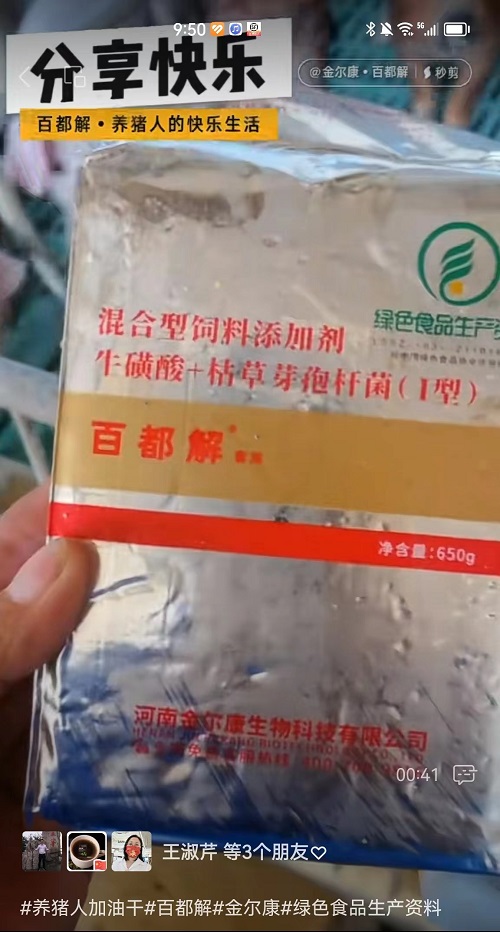 9:50
5G
分享快乐
@金尔康·百都解 秒剪
百都解·养猪人的快乐生活
绿色食品生产资
混合型饲料添加剂
牛磺酸+枯草芽孢杆菌(I型)
百都解
净含量:650g
河南金尔康生物科技有限公司
00:41
王淑芹 等3个朋友♡
#养猪人加油干#百都解#金尔康#绿色食品生产资料